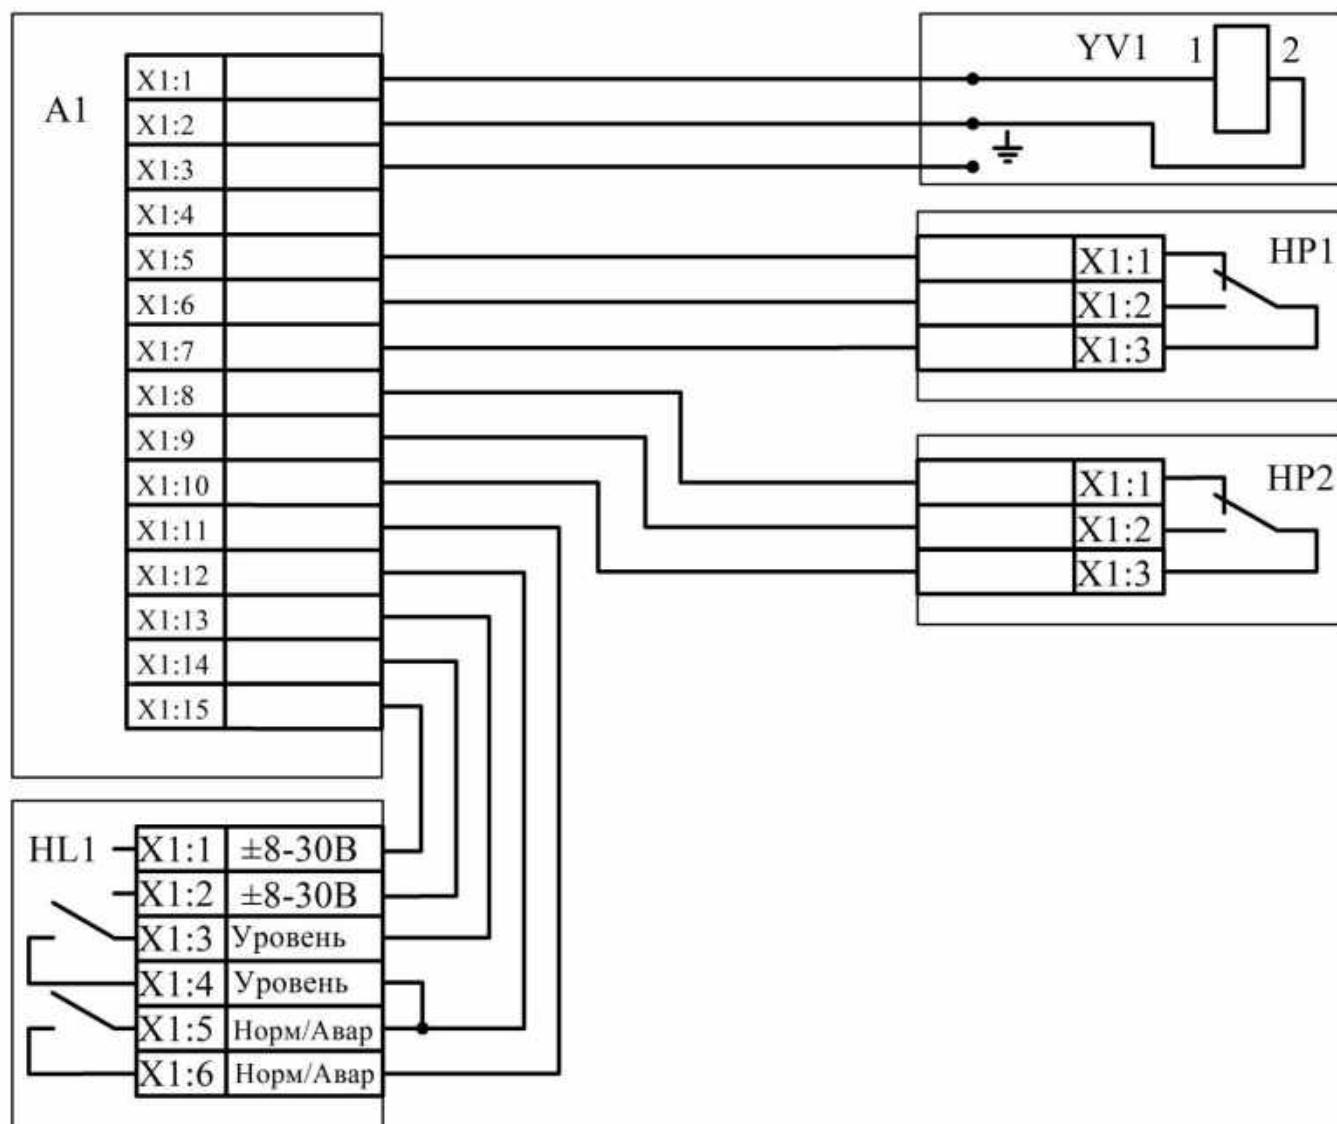 A1
X1:1
X1:2
X1:3
X1:4
X1:5
X1:6
X1:7
X1:8
X1:9
X1:10
X1:11
X1:12
X1:13
X1:14
X1:15
YV1 1 2
HP1
X1:1
X1:2
X1:3
HP2
X1:1
X1:2
X1:3
HL1
X1:1 ±8-30В
X1:2 ±8-30В
X1:3 Уровень
X1:4 Уровень
X1:5 Норм/Авар
X1:6 Норм/Авар